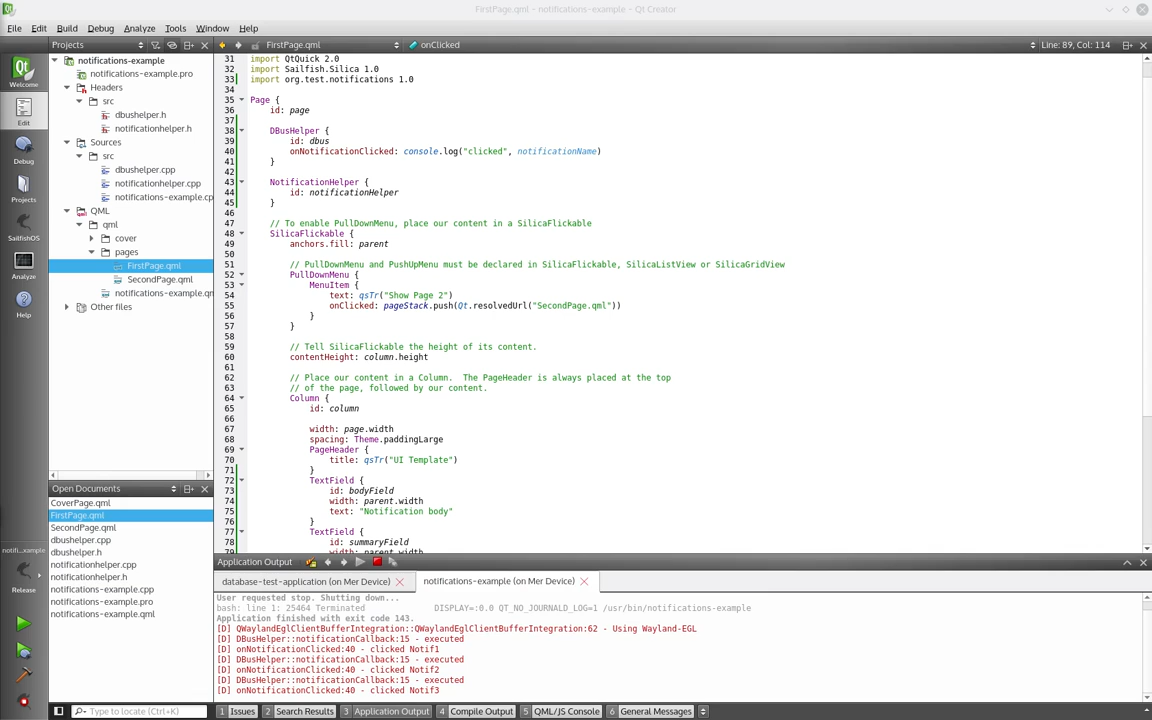 FirstPage.qml - notifications-example - Qt Creator
File Edit Build Debug Analyze Tools Window Help
Projects
FirstPage.qml
onClicked
Line: 89, Col: 114
Welcome
Edit
Debug
Projects
SailfishOS
Analyze
Help
notifications-example
notifications-example.pro
Headers
src
dbushelper.h
notificationhelper.h
Sources
src
dbushelper.cpp
notificationhelper.cpp
notifications-example.cp
QML
qml
cover
pages
FirstPage.qml
SecondPage.qml
notifications-example.qm
Other files
Open Documents
CoverPage.qml
FirstPage.qml
SecondPage.qml
dbushelper.cpp
dbushelper.h
notificationhelper.cpp
notificationhelper.h
notifications-example.cpp
notifications-example.pro
notifications-example.qml
notifi...xample
Release
31 import QtQuick 2.0
32 import Sailfish.Silica 1.0
33 import org.test.notifications 1.0
34
35 Page {
36 id: page
37
38 DBusHelper {
39 id: dbus
40 onNotificationClicked: console.log("clicked", notificationName)
41 }
42
43 NotificationHelper {
44 id: notificationHelper
45 }
46
47 // To enable PullDownMenu, place our content in a SilicaFlickable
48 SilicaFlickable {
49 anchors.fill: parent
50
51 // PullDownMenu and PushUpMenu must be declared in SilicaFlickable, SilicaListView or SilicaGridView
52 PullDownMenu {
53 MenuItem {
54 text: qsTr("Show Page 2")
55 onClicked: pageStack.push(Qt.resolvedUrl("SecondPage.qml"))
56 }
57 }
58
59 // Tell SilicaFlickable the height of its content.
60 contentHeight: column.height
61
62 // Place our content in a Column.  The PageHeader is always placed at the top
63 // of the page, followed by our content.
64 Column {
65 id: column
66
67 width: page.width
68 spacing: Theme.paddingLarge
69 PageHeader {
70 title: qsTr("UI Template")
71 }
72 TextField {
73 id: bodyField
74 width: parent.width
75 text: "Notification body"
76 }
77 TextField {
78 id: summaryField
79 width: parent.width
Application Output
database-test-application (on Mer Device)
notifications-example (on Mer Device)
User requested stop. Shutting down...
bash: line 1: 25464 Terminated DISPLAY=:0.0 QT_NO_JOURNALD_LOG=1 /usr/bin/notifications-example
Application finished with exit code 143.
[D] QWaylandEglClientBufferIntegration::QWaylandEglClientBufferIntegration:62 - Using Wayland-EGL
[D] DBusHelper::notificationCallback:15 - executed
[D] onNotificationClicked:40 - clicked Notif1
[D] DBusHelper::notificationCallback:15 - executed
[D] onNotificationClicked:40 - clicked Notif2
[D] DBusHelper::notificationCallback:15 - executed
[D] onNotificationClicked:40 - clicked Notif3
Type to locate (Ctrl+K)
1 Issues 2 Search Results 3 Application Output 4 Compile Output 5 QML/JS Console 6 General Messages